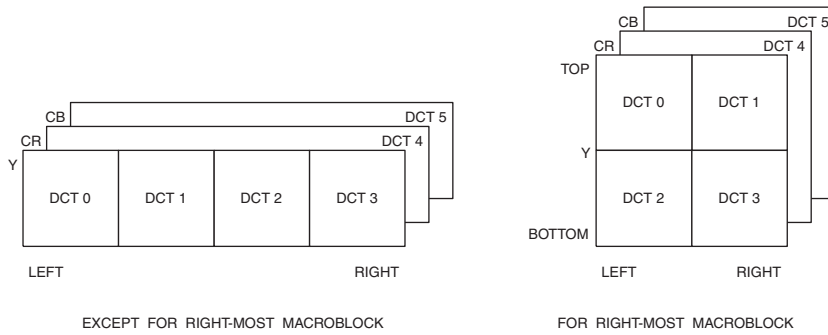 CB
DCT 5
CR
DCT 4
Y
DCT 0
DCT 1
DCT 2
DCT 3
LEFT
RIGHT
EXCEPT FOR RIGHT-MOST MACROBLOCK
CB
DCT 5
CR
DCT 4
TOP
DCT 0
DCT 1
Y
DCT 2
DCT 3
BOTTOM
LEFT
RIGHT
FOR RIGHT-MOST MACROBLOCK